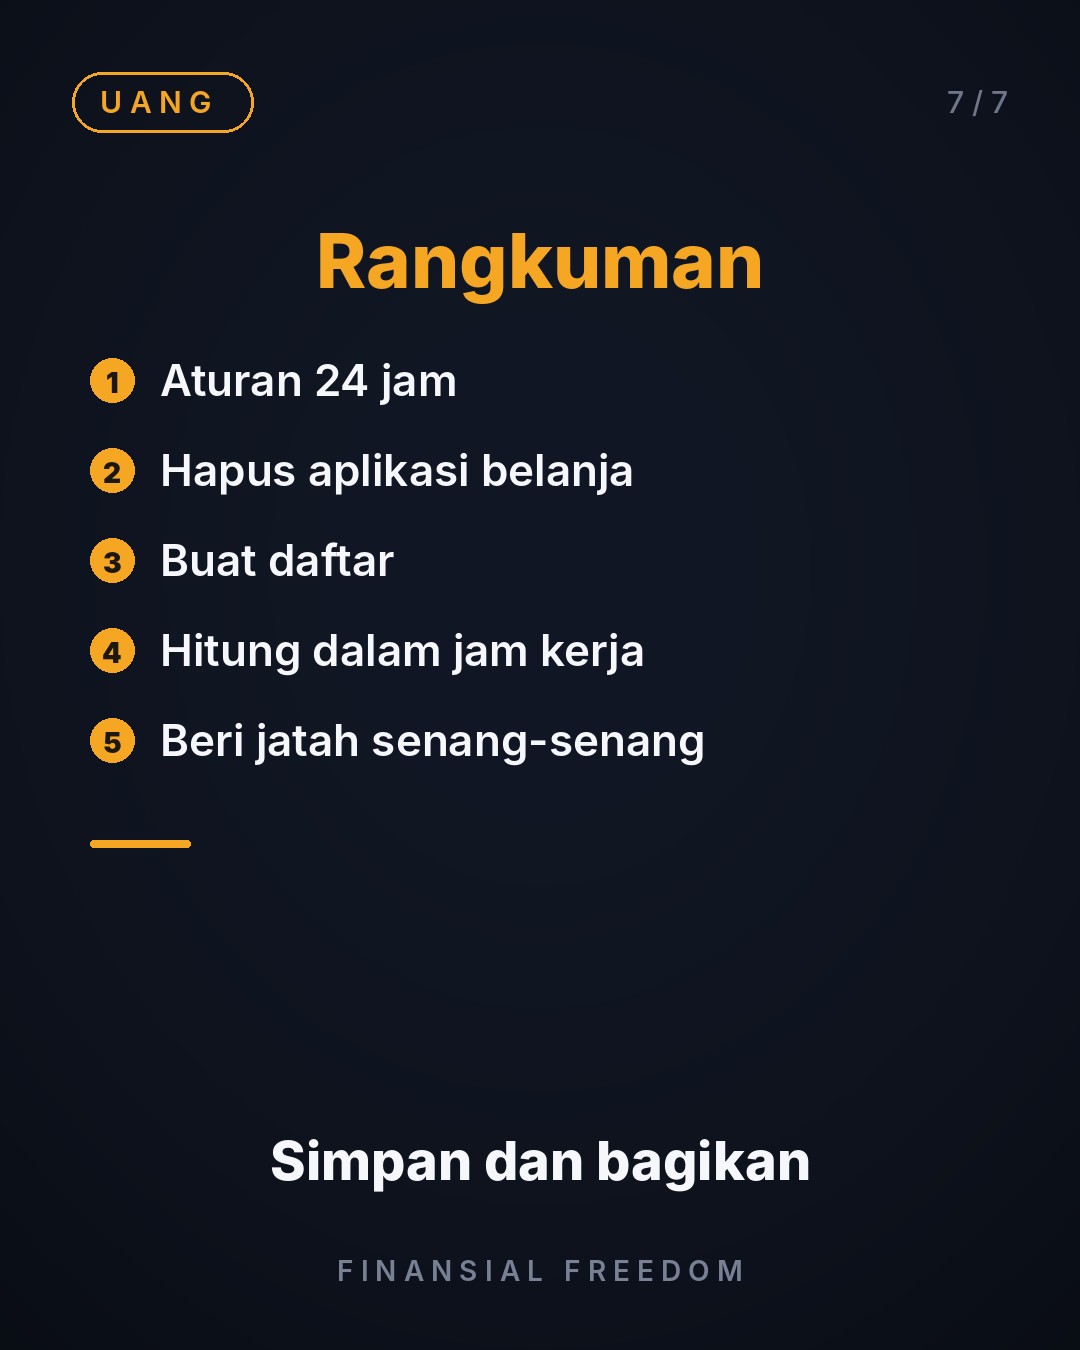 UANG
7/7
Rangkuman
1 Aturan 24 jam
2 Hapus aplikasi belanja
3 Buat daftar
4 Hitung dalam jam kerja
5 Beri jatah senang-senang
Simpan dan bagikan
FINANSIAL FREEDOM